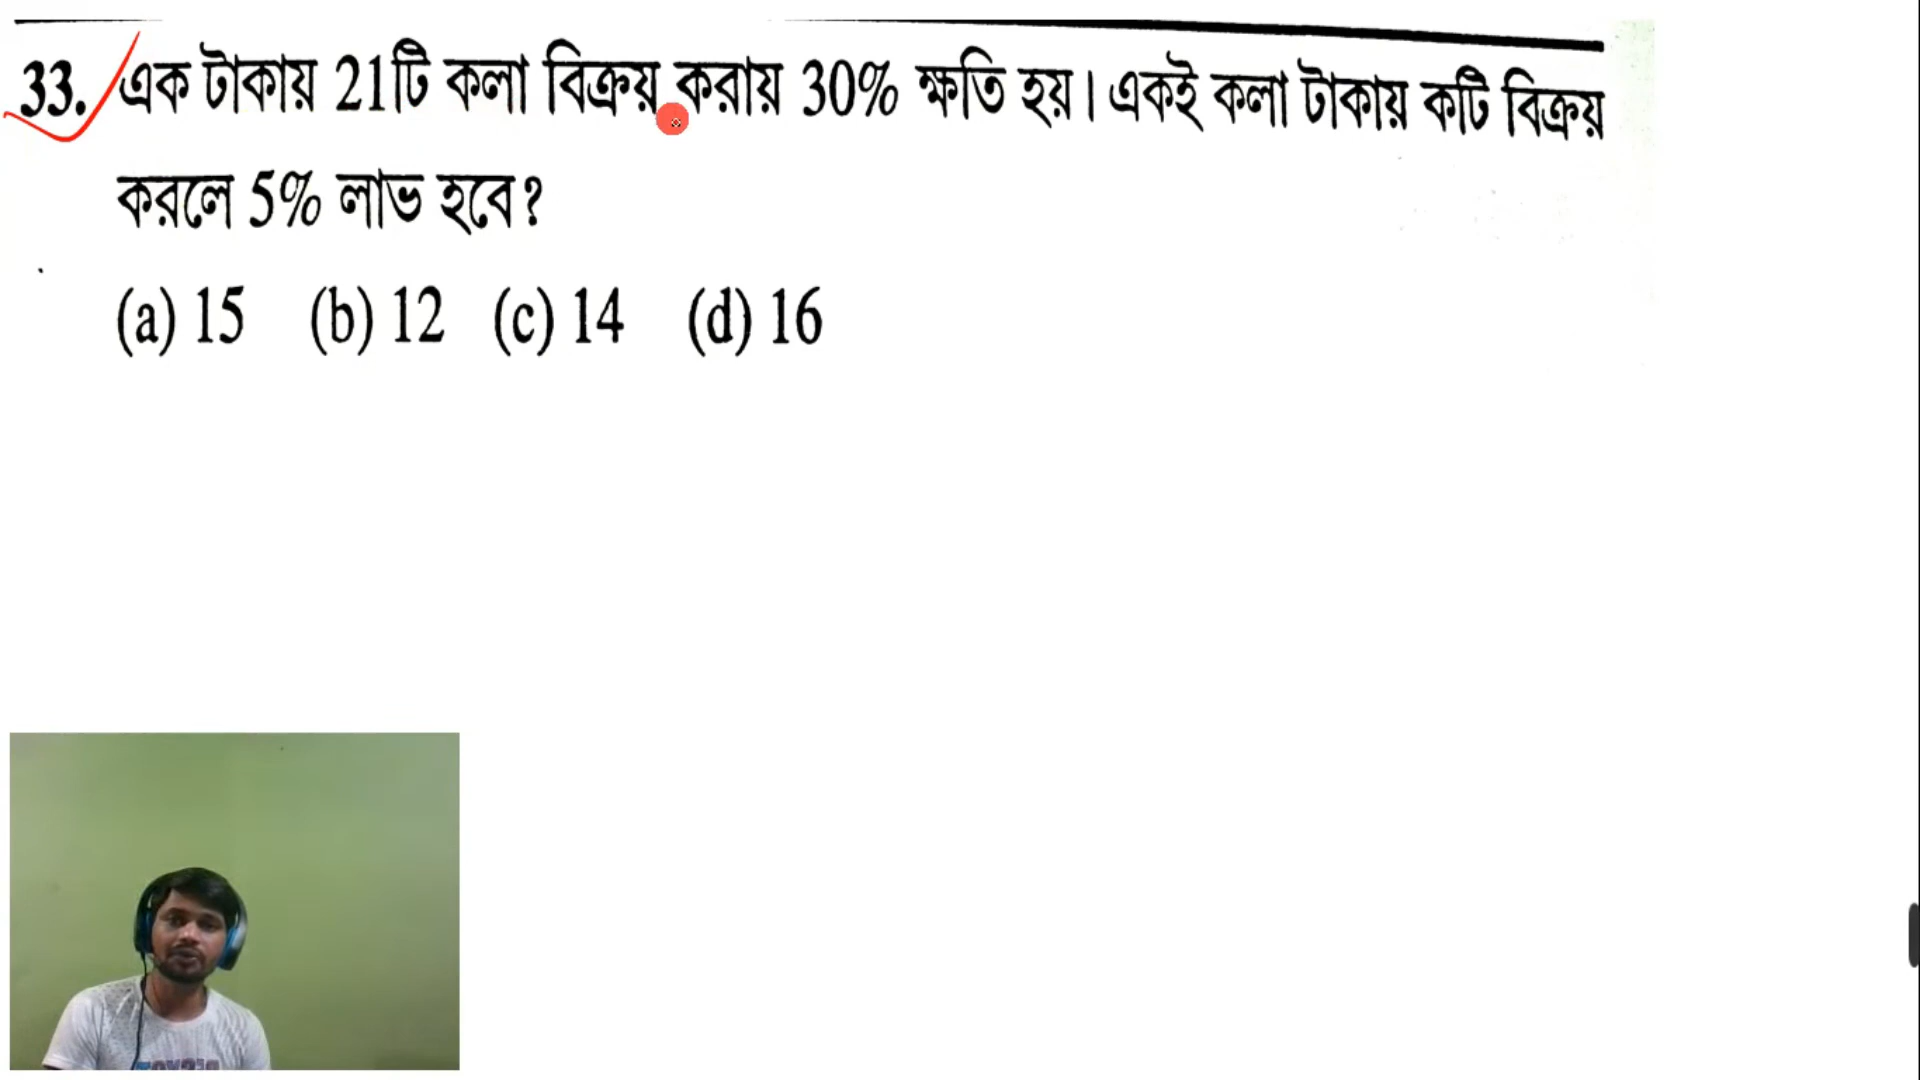 33. এক টাকায় 21টি কলা বিক্রয় করায় 30% ক্ষতি হয়। একই কলা টাকায় কটি বিক্রয়
করলে 5% লাভ হবে?
(a) 15 (b) 12 (c) 14 (d) 16